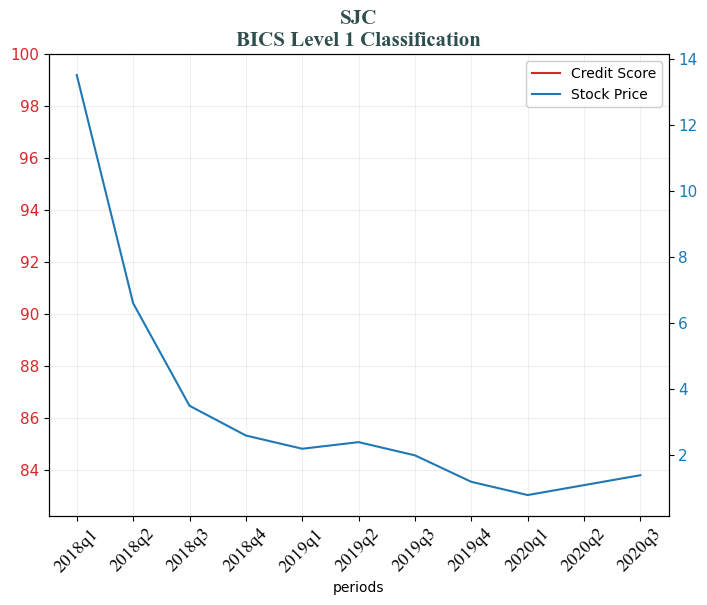 SJC
BICS Level 1 Classification
100
98
96
94
92
90
88
86
84
14
12
10
8
6
4
2
Credit Score
Stock Price
2018q1
2018q2
2018q3
2018q4
2019q1
2019q2
2019q3
2019q4
2020q1
2020q2
2020q3
periods